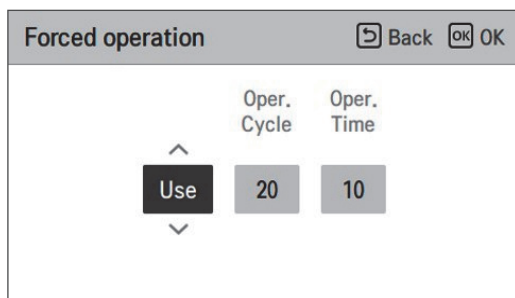 Forced operation
Back OK OK
Oper. Cycle
Oper. Time
Use 20 10